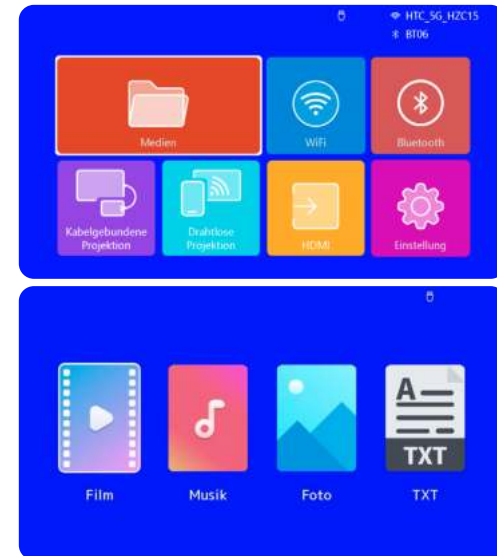 HTC_5G_HZC15
BT06
Medien
WiFi
Bluetooth
Kabelgebundene
Projektion
Drahtlose
Projektion
HDMI
Einstellung
Film
Musik
Foto
A
TXT
TXT